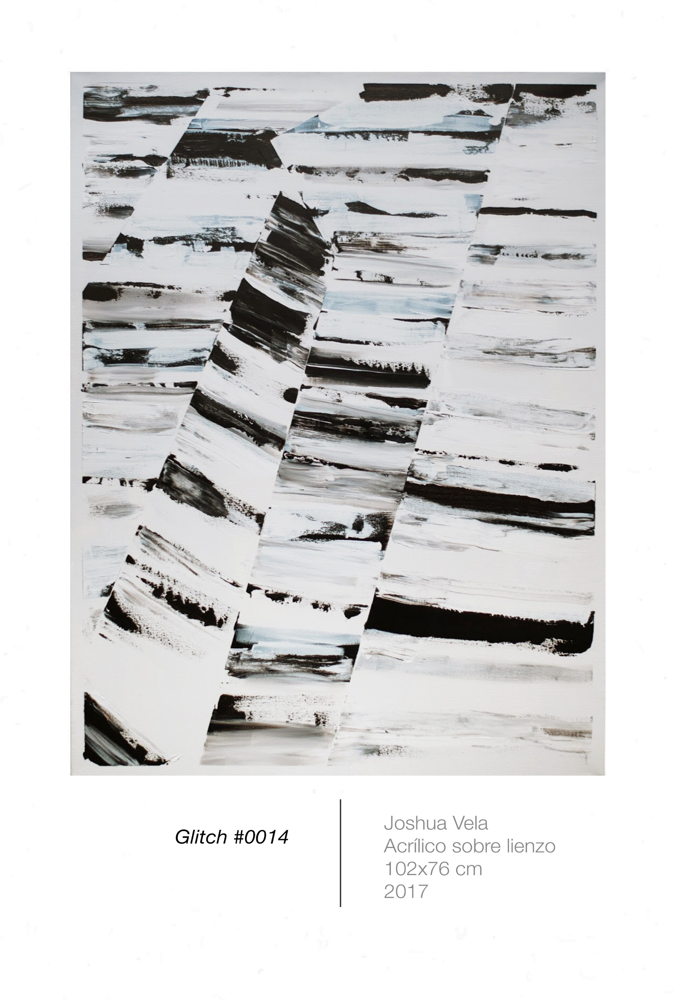 Glitch #0014
Joshua Vela
Acrílico sobre lienzo
102x76 cm
2017